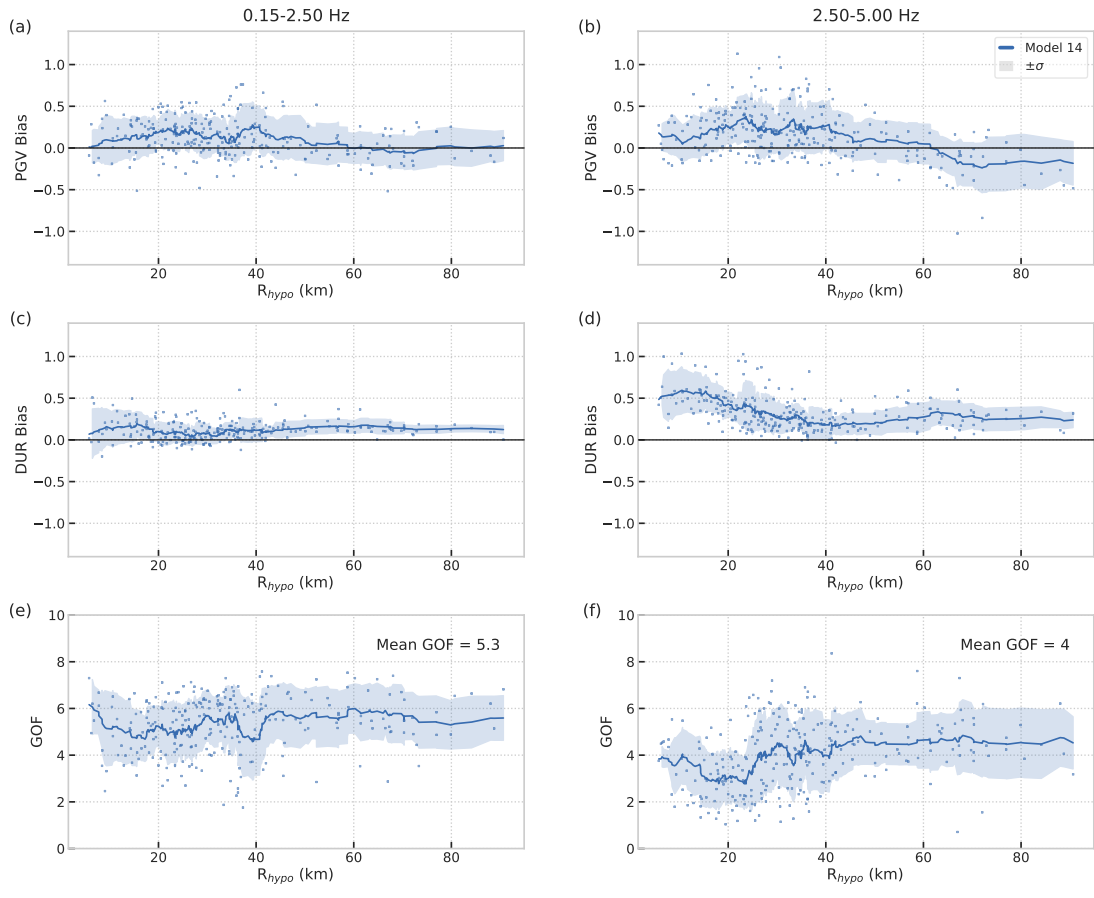 0.15-2.50 Hz
2.50-5.00 Hz
(a)
PGV Bias
1.0
0.5
0.0
−0.5
−1.0
20 40 60 80
R_hypo (km)
(b)
PGV Bias
1.0
0.5
0.0
−0.5
−1.0
Model 14
±σ
20 40 60 80
R_hypo (km)
(c)
DUR Bias
1.0
0.5
0.0
−0.5
−1.0
20 40 60 80
R_hypo (km)
(d)
DUR Bias
1.0
0.5
0.0
−0.5
−1.0
20 40 60 80
R_hypo (km)
(e)
GOF
10
8
6
4
2
0
Mean GOF = 5.3
20 40 60 80
R_hypo (km)
(f)
GOF
10
8
6
4
2
0
Mean GOF = 4
20 40 60 80
R_hypo (km)